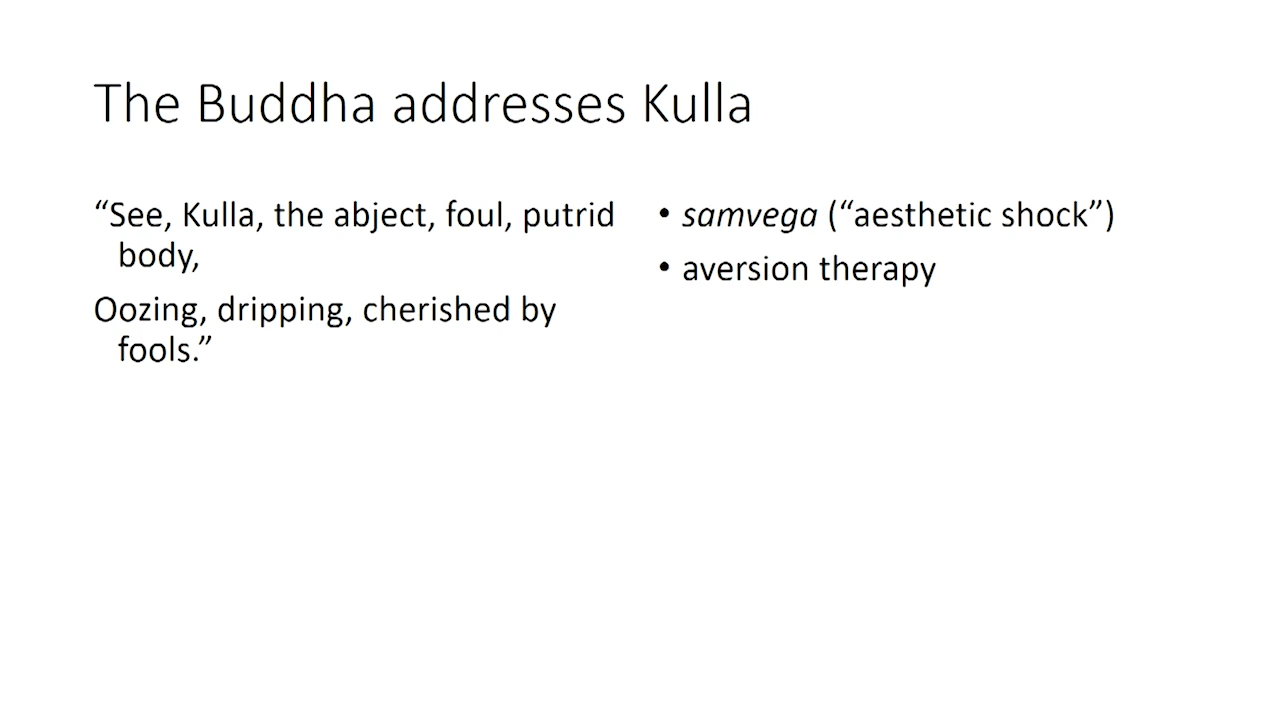 The Buddha addresses Kulla
“See, Kulla, the abject, foul, putrid
body,
Oozing, dripping, cherished by
fools.”
• samvega (“aesthetic shock”)
• aversion therapy